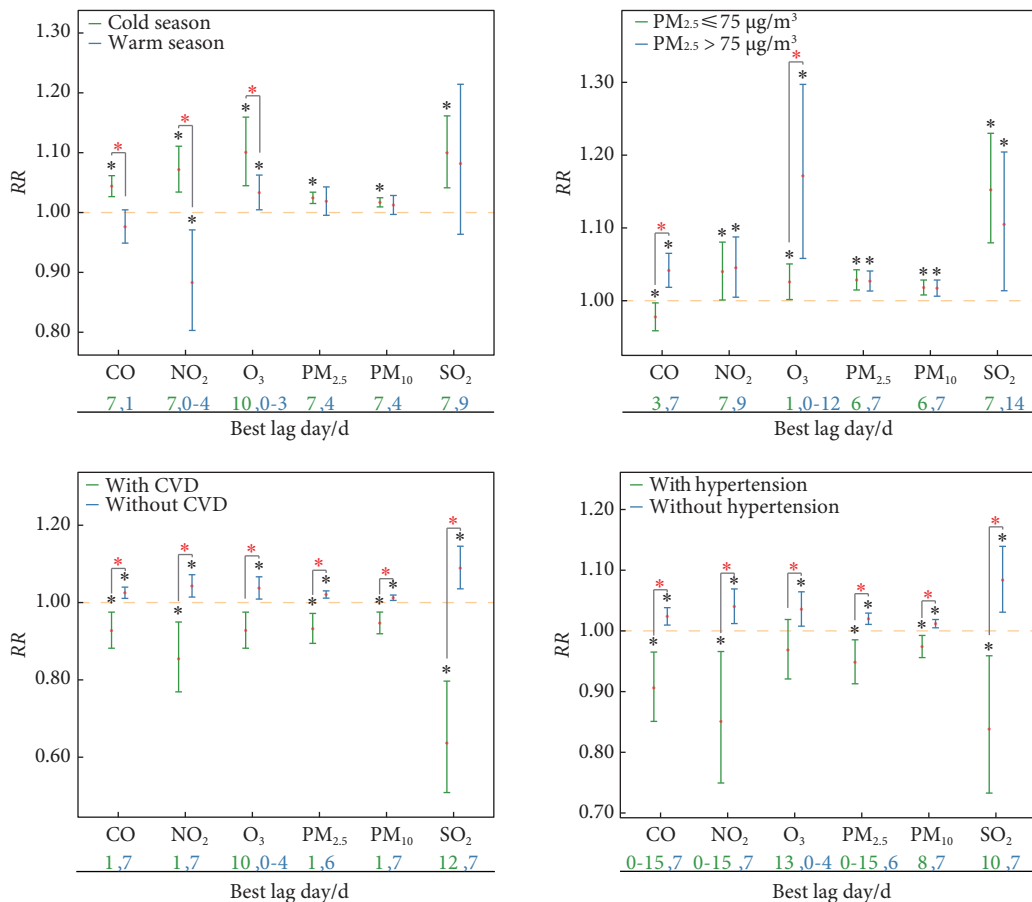 Cold season
Warm season
1.30
1.20
1.10
1.00
0.90
0.80
RR
* * * * * * * * * * *
CO NO₂ O₃ PM₂.₅ PM₁₀ SO₂
7,1 7,0-4 10,0-3 7,4 7,4 7,9
Best lag day/d
PM₂.₅ ⩽ 75 μg/m³
PM₂.₅ > 75 μg/m³
1.30
1.20
1.10
1.00
RR
* * * * * * * * * * * * * *
CO NO₂ O₃ PM₂.₅ PM₁₀ SO₂
3,7 7,9 1,0-12 6,7 6,7 7,14
Best lag day/d
With CVD
Without CVD
1.20
1.00
0.80
0.60
RR
* * * * * * * * * * * * * * * * *
CO NO₂ O₃ PM₂.₅ PM₁₀ SO₂
1,7 1,7 10,0-4 1,6 1,7 12,7
Best lag day/d
With hypertension
Without hypertension
1.20
1.10
1.00
0.90
0.80
0.70
RR
* * * * * * * * * * * * * * * * *
CO NO₂ O₃ PM₂.₅ PM₁₀ SO₂
0-15,7 0-15,7 13,0-4 0-15,6 8,7 10,7
Best lag day/d